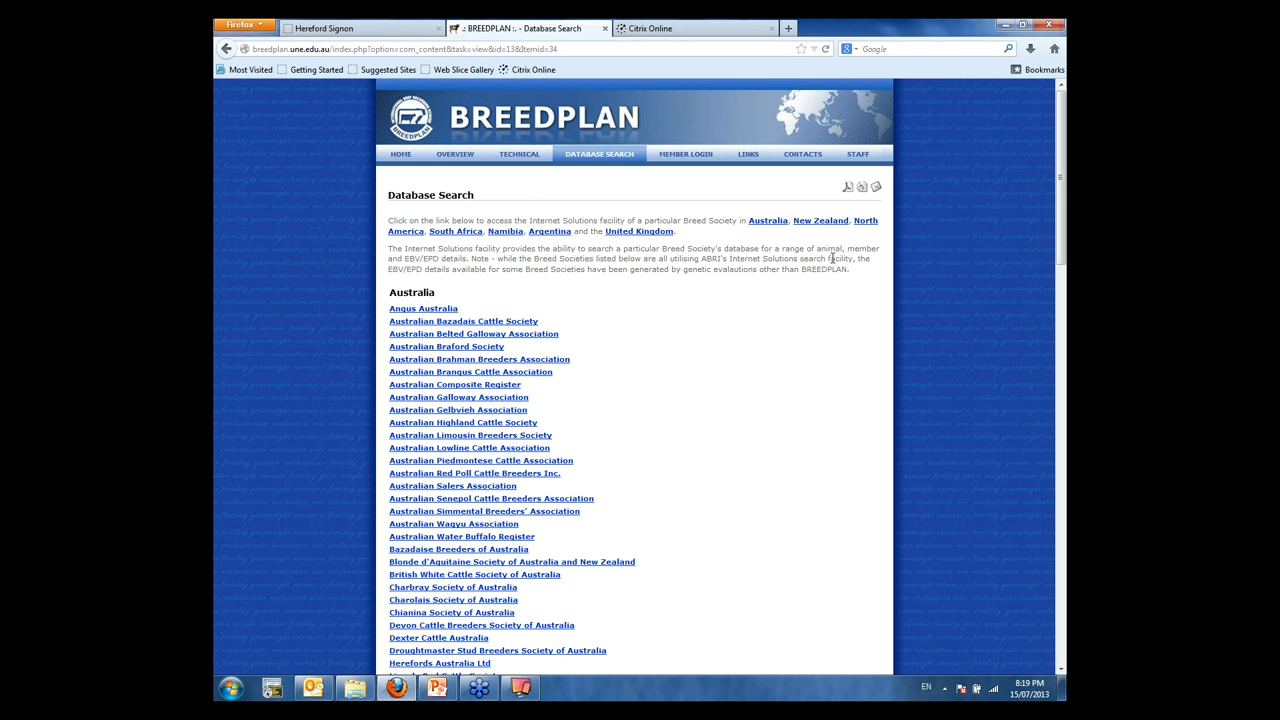 Firefox
Hereford Signon
.: BREEDPLAN :. - Database Search
Citrix Online
breedplan.une.edu.au/index.php?option=com_content&task=view&id=13&Itemid=34
Google
Most Visited
Getting Started
Suggested Sites
Web Slice Gallery
Citrix Online
Bookmarks
BREEDPLAN
BREEDPLAN
HOME
OVERVIEW
TECHNICAL
DATABASE SEARCH
MEMBER LOGIN
LINKS
CONTACTS
STAFF
Database Search
Click on the link below to access the Internet Solutions facility of a particular Breed Society in Australia, New Zealand, North
America, South Africa, Namibia, Argentina and the United Kingdom.
The Internet Solutions facility provides the ability to search a particular Breed Society's database for a range of animal, member
and EBV/EPD details. Note - while the Breed Societies listed below are all utilising ABRI's Internet Solutions search facility, the
EBV/EPD details available for some Breed Societies have been generated by genetic evalautions other than BREEDPLAN.
Australia
Angus Australia
Australian Bazadais Cattle Society
Australian Belted Galloway Association
Australian Braford Society
Australian Brahman Breeders Association
Australian Brangus Cattle Association
Australian Composite Register
Australian Galloway Association
Australian Gelbvieh Association
Australian Highland Cattle Society
Australian Limousin Breeders Society
Australian Lowline Cattle Association
Australian Piedmontese Cattle Association
Australian Red Poll Cattle Breeders Inc.
Australian Salers Association
Australian Senepol Cattle Breeders Association
Australian Simmental Breeders' Association
Australian Wagyu Association
Australian Water Buffalo Register
Bazadaise Breeders of Australia
Blonde d'Aquitaine Society of Australia and New Zealand
British White Cattle Society of Australia
Charbray Society of Australia
Charolais Society of Australia
Chianina Society of Australia
Devon Cattle Breeders Society of Australia
Dexter Cattle Australia
Droughtmaster Stud Breeders Society of Australia
Herefords Australia Ltd
EN
8:19 PM
15/07/2013